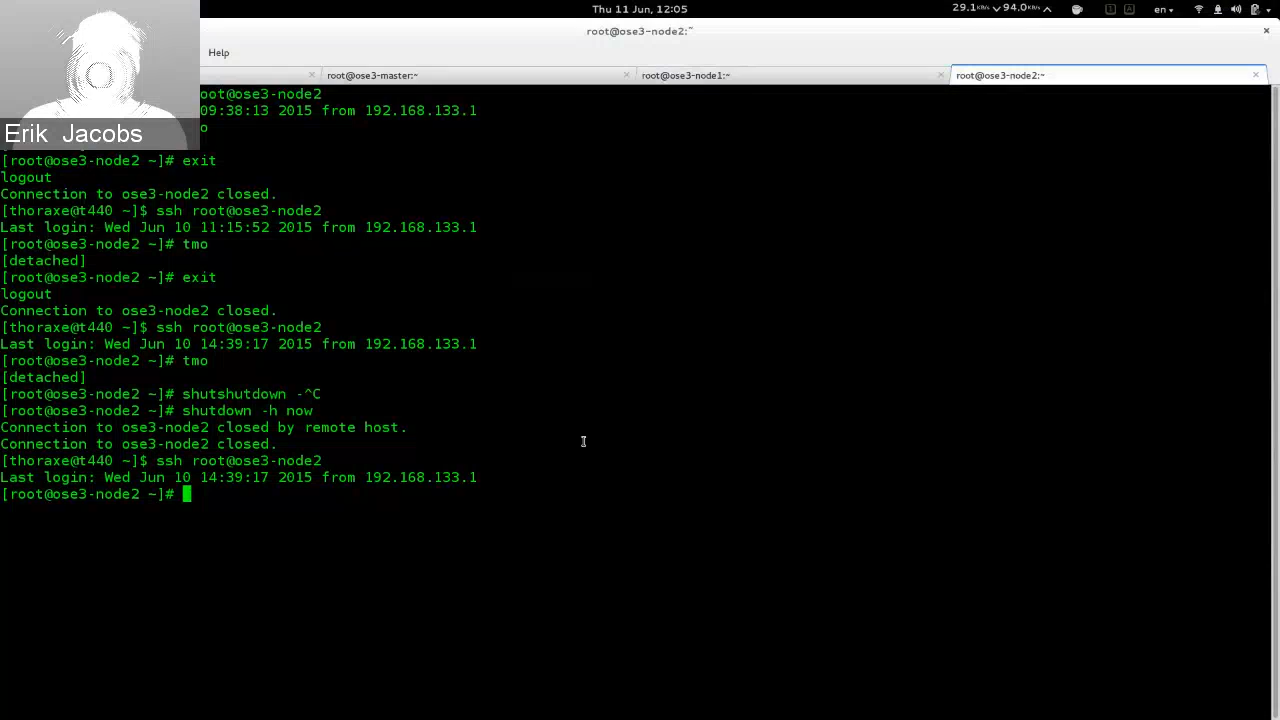 Thu 11 Jun, 12:05
29.1 KB/s 94.0 KB/s
en
root@ose3-node2:~
Help
root@ose3-master:~
root@ose3-node1:~
root@ose3-node2:~
Erik Jacobs
oot@ose3-node2
09:38:13 2015 from 192.168.133.1
o
[root@ose3-node2 ~]# exit
logout
Connection to ose3-node2 closed.
[thoraxe@t440 ~]$ ssh root@ose3-node2
Last login: Wed Jun 10 11:15:52 2015 from 192.168.133.1
[root@ose3-node2 ~]# tmo
[detached]
[root@ose3-node2 ~]# exit
logout
Connection to ose3-node2 closed.
[thoraxe@t440 ~]$ ssh root@ose3-node2
Last login: Wed Jun 10 14:39:17 2015 from 192.168.133.1
[root@ose3-node2 ~]# tmo
[detached]
[root@ose3-node2 ~]# shutshutdown -^C
[root@ose3-node2 ~]# shutdown -h now
Connection to ose3-node2 closed by remote host.
Connection to ose3-node2 closed.
[thoraxe@t440 ~]$ ssh root@ose3-node2
Last login: Wed Jun 10 14:39:17 2015 from 192.168.133.1
[root@ose3-node2 ~]#